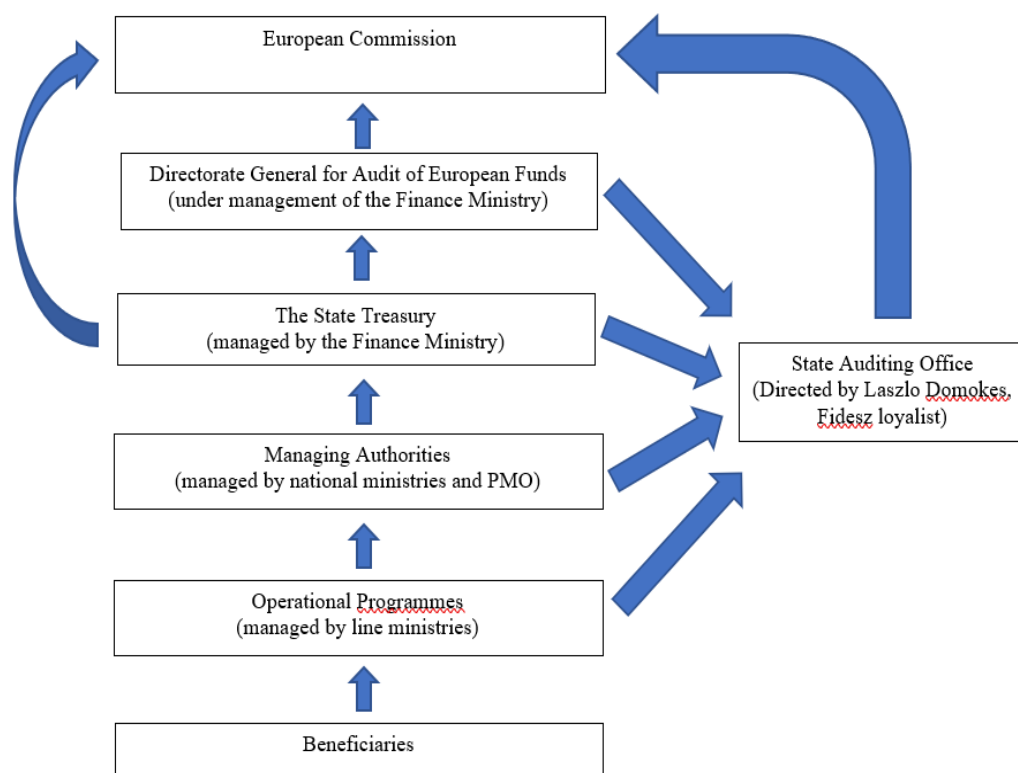 European Commission
Directorate General for Audit of European Funds
(under management of the Finance Ministry)
The State Treasury
(managed by the Finance Ministry)
State Auditing Office
(Directed by Laszlo Domokes,
Fidesz loyalist)
Managing Authorities
(managed by national ministries and PMO)
Operational Programmes
(managed by line ministries)
Beneficiaries